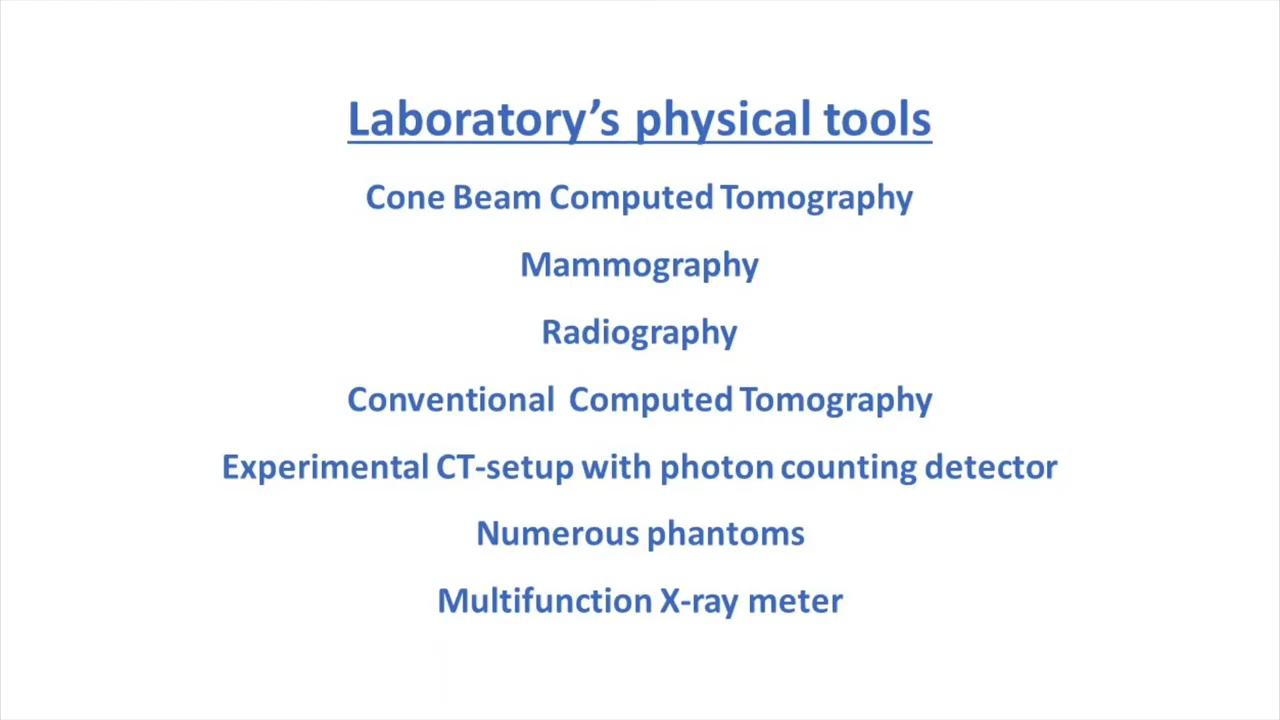 Laboratory’s physical tools
Cone Beam Computed Tomography
Mammography
Radiography
Conventional Computed Tomography
Experimental CT-setup with photon counting detector
Numerous phantoms
Multifunction X-ray meter